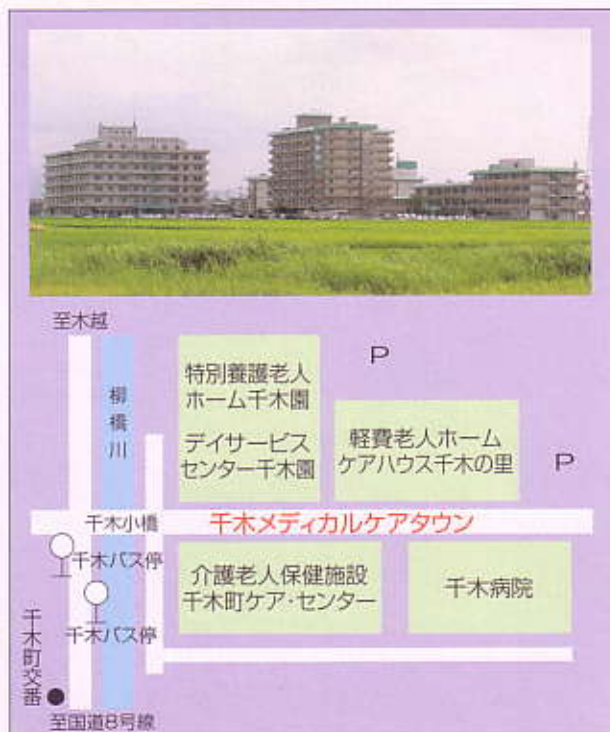 至木越
柳橋川
特別養護老人
ホーム千木園
デイサービス
センター千木園
P
軽費老人ホーム
ケアハウス千木の里
P
千木小橋
千木メディカルケアタウン
千木バス停
千木バス停
介護老人保健施設
千木町ケア・センター
千木病院
千木町交番
至国道8号線